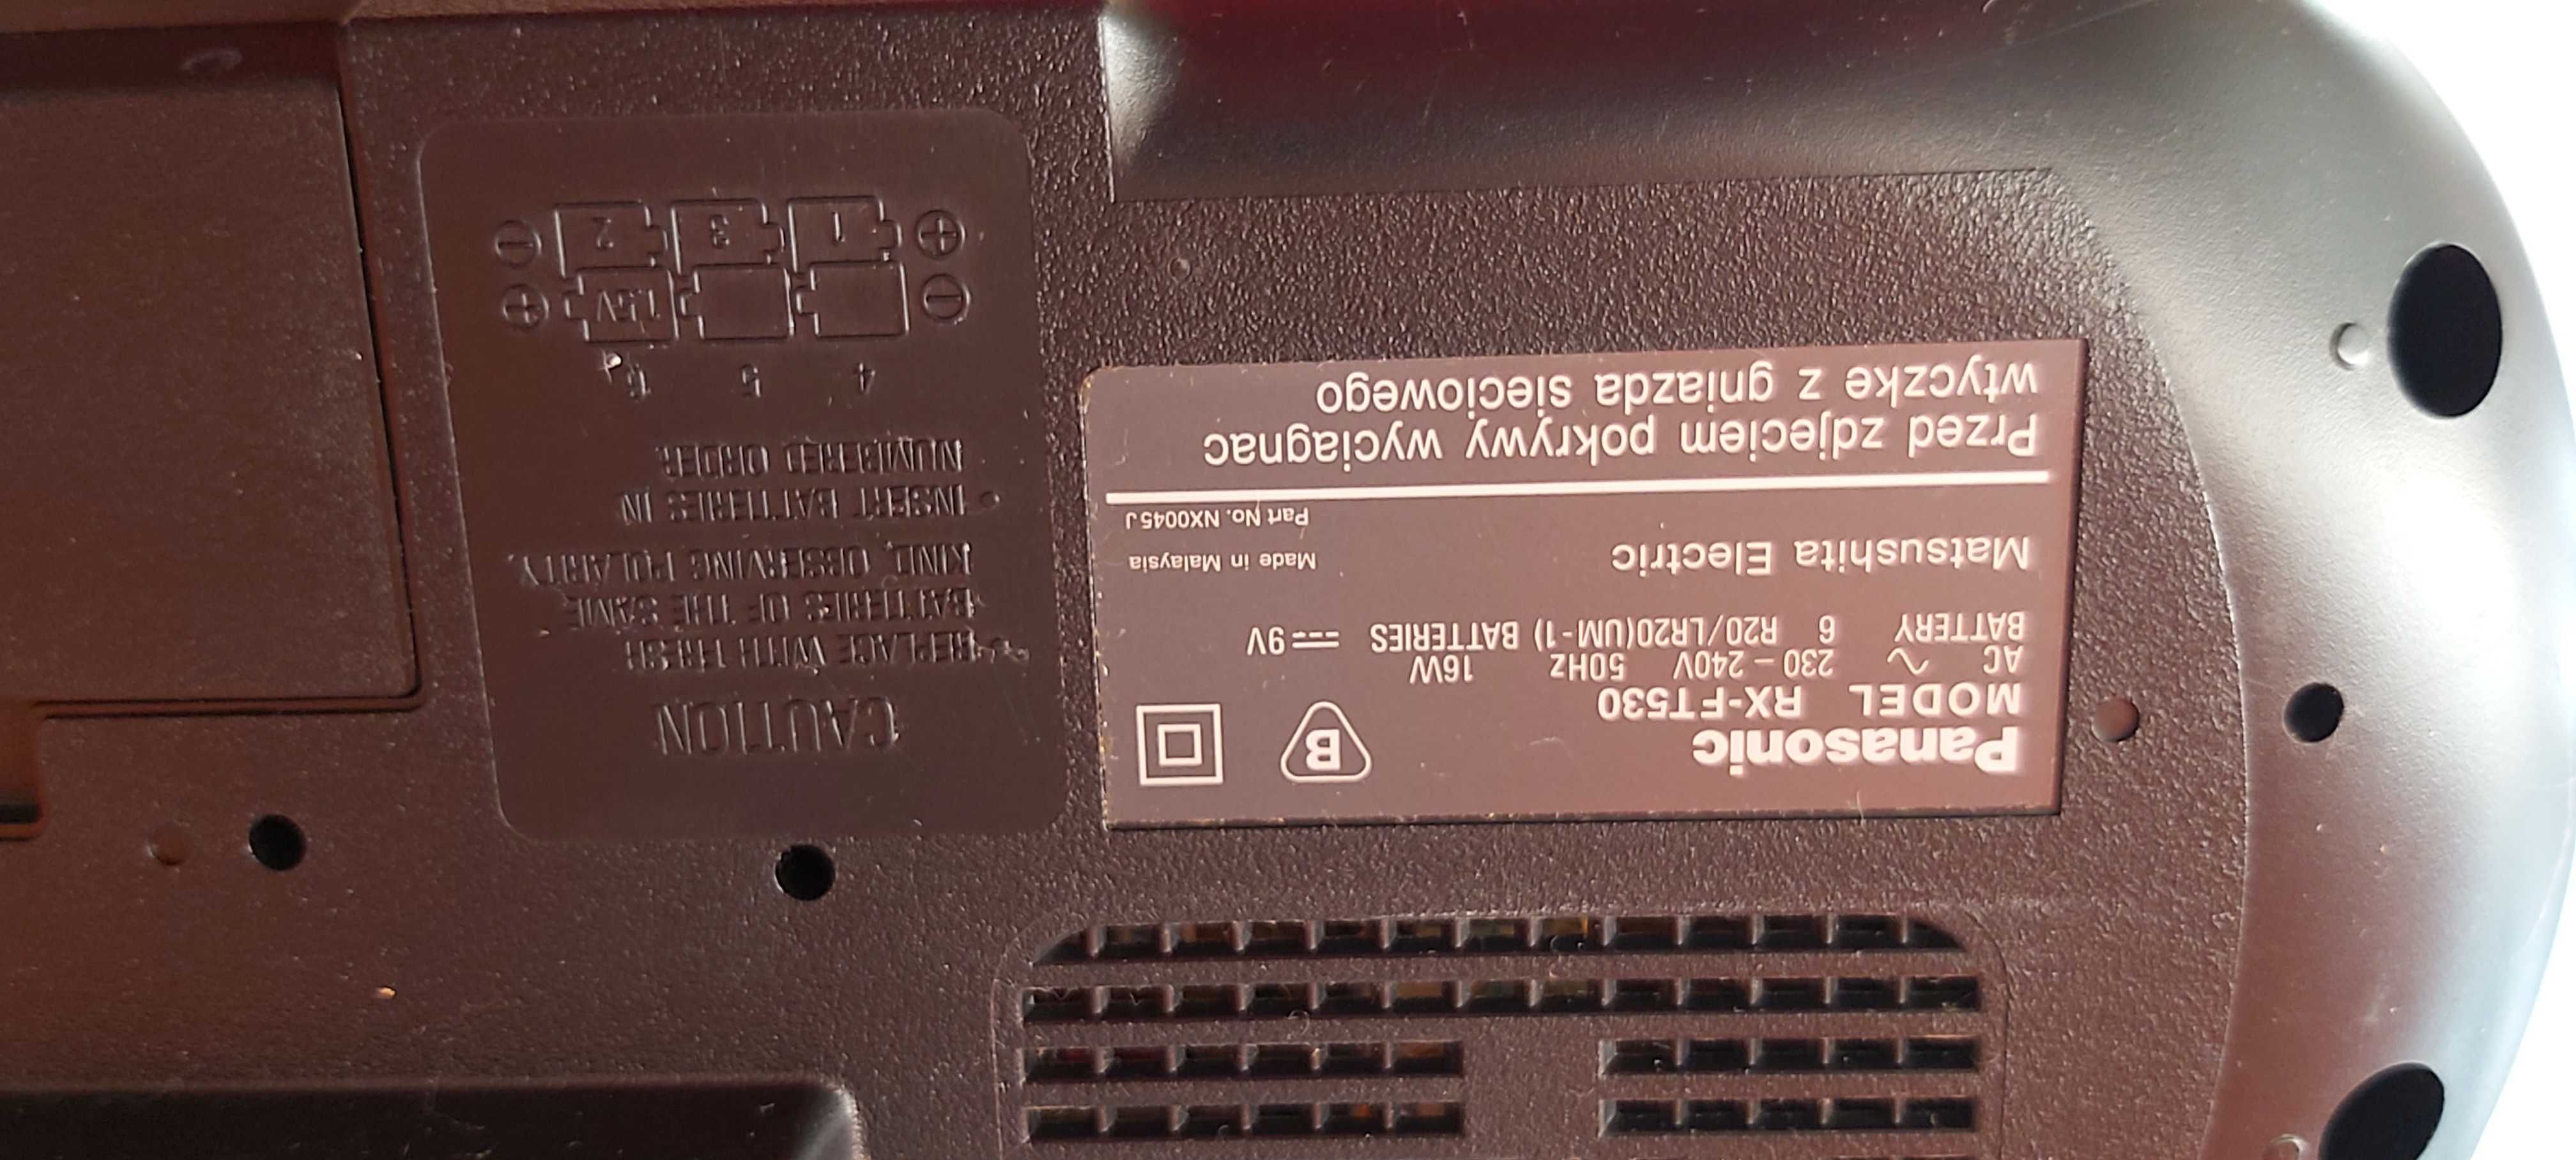 Panasonic
B
MODEL RX-FT530
AC ∿ 230 – 240V 50Hz 16W
BATTERY 6 R20/LR20(UM-1) BATTERIES ⎓ 9V
Matsushita Electric
Made in Malaysia
Part No. NX0045J
Przed zdjeciem pokrywy wyciagnac
wtyczke z gniazda sieciowego
CAUTION
• REPLACE WITH FRESH
BATTERIES OF THE SAME
KIND, OBSERVING POLARITY.
• INSERT BATTERIES IN
NUMBERED ORDER
4 5 6
⊖ 1.5V ⊕
⊕ 1 3 2 ⊖